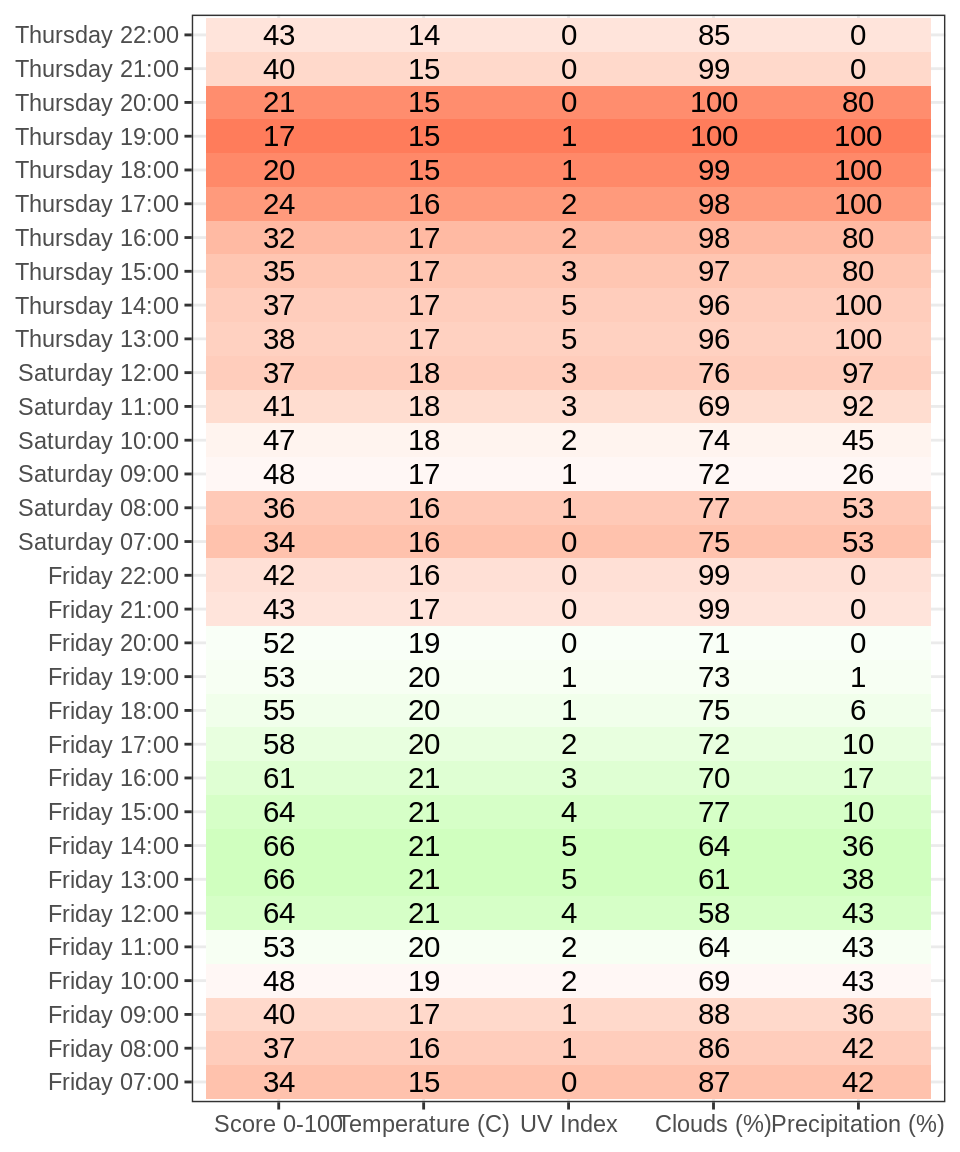 Thursday 22:00 43 14 0 85 0
Thursday 21:00 40 15 0 99 0
Thursday 20:00 21 15 0 100 80
Thursday 19:00 17 15 1 100 100
Thursday 18:00 20 15 1 99 100
Thursday 17:00 24 16 2 98 100
Thursday 16:00 32 17 2 98 80
Thursday 15:00 35 17 3 97 80
Thursday 14:00 37 17 5 96 100
Thursday 13:00 38 17 5 96 100
Saturday 12:00 37 18 3 76 97
Saturday 11:00 41 18 3 69 92
Saturday 10:00 47 18 2 74 45
Saturday 09:00 48 17 1 72 26
Saturday 08:00 36 16 1 77 53
Saturday 07:00 34 16 0 75 53
Friday 22:00 42 16 0 99 0
Friday 21:00 43 17 0 99 0
Friday 20:00 52 19 0 71 0
Friday 19:00 53 20 1 73 1
Friday 18:00 55 20 1 75 6
Friday 17:00 58 20 2 72 10
Friday 16:00 61 21 3 70 17
Friday 15:00 64 21 4 77 10
Friday 14:00 66 21 5 64 36
Friday 13:00 66 21 5 61 38
Friday 12:00 64 21 4 58 43
Friday 11:00 53 20 2 64 43
Friday 10:00 48 19 2 69 43
Friday 09:00 40 17 1 88 36
Friday 08:00 37 16 1 86 42
Friday 07:00 34 15 0 87 42
Score 0-100 Temperature (C) UV Index Clouds (%) Precipitation (%)